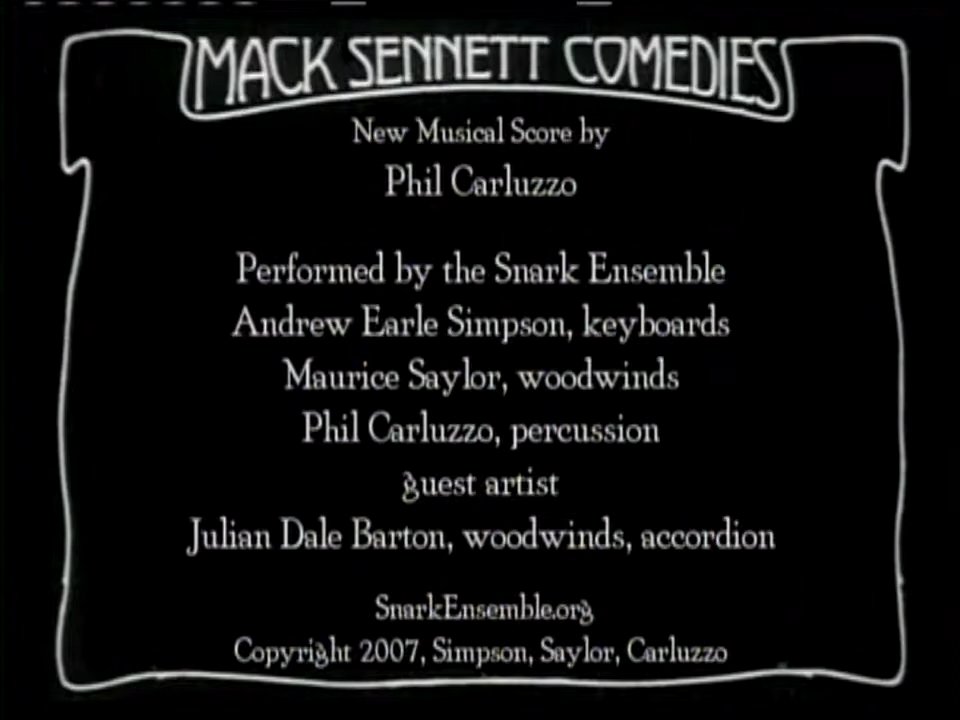 MACK SENNETT COMEDIES
New Musical Score by
Phil Carluzzo
Performed by the Snark Ensemble
Andrew Earle Simpson, keyboards
Maurice Saylor, woodwinds
Phil Carluzzo, percussion
guest artist
Julian Dale Barton, woodwinds, accordion
SnarkEnsemble.org
Copyright 2007, Simpson, Saylor, Carluzzo